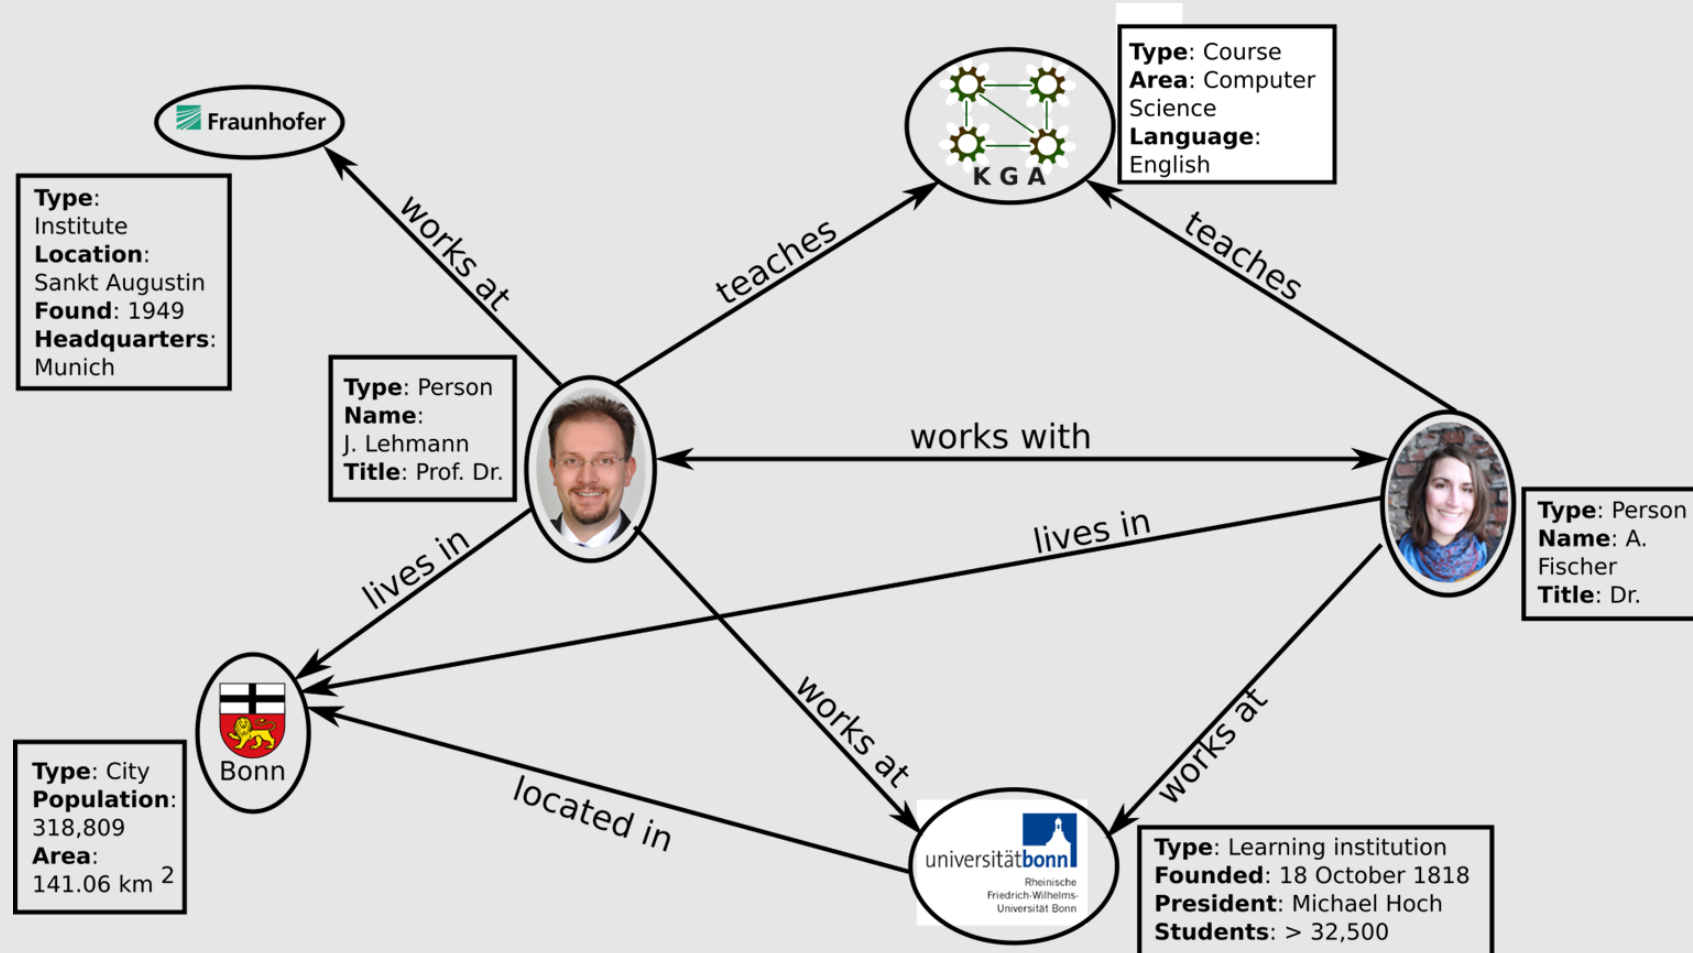 Fraunhofer
Type:
Institute
Location:
Sankt Augustin
Found: 1949
Headquarters:
Munich
works at
K G A
Type: Course
Area: Computer
Science
Language:
English
teaches
teaches
Type: Person
Name:
J. Lehmann
Title: Prof. Dr.
works with
Type: Person
Name: A.
Fischer
Title: Dr.
lives in
lives in
works at
works at
located in
Bonn
Type: City
Population:
318,809
Area:
141.06 km 2
universitätbonn
Rheinische
Friedrich-Wilhelms-
Universität Bonn
Type: Learning institution
Founded: 18 October 1818
President: Michael Hoch
Students: > 32,500